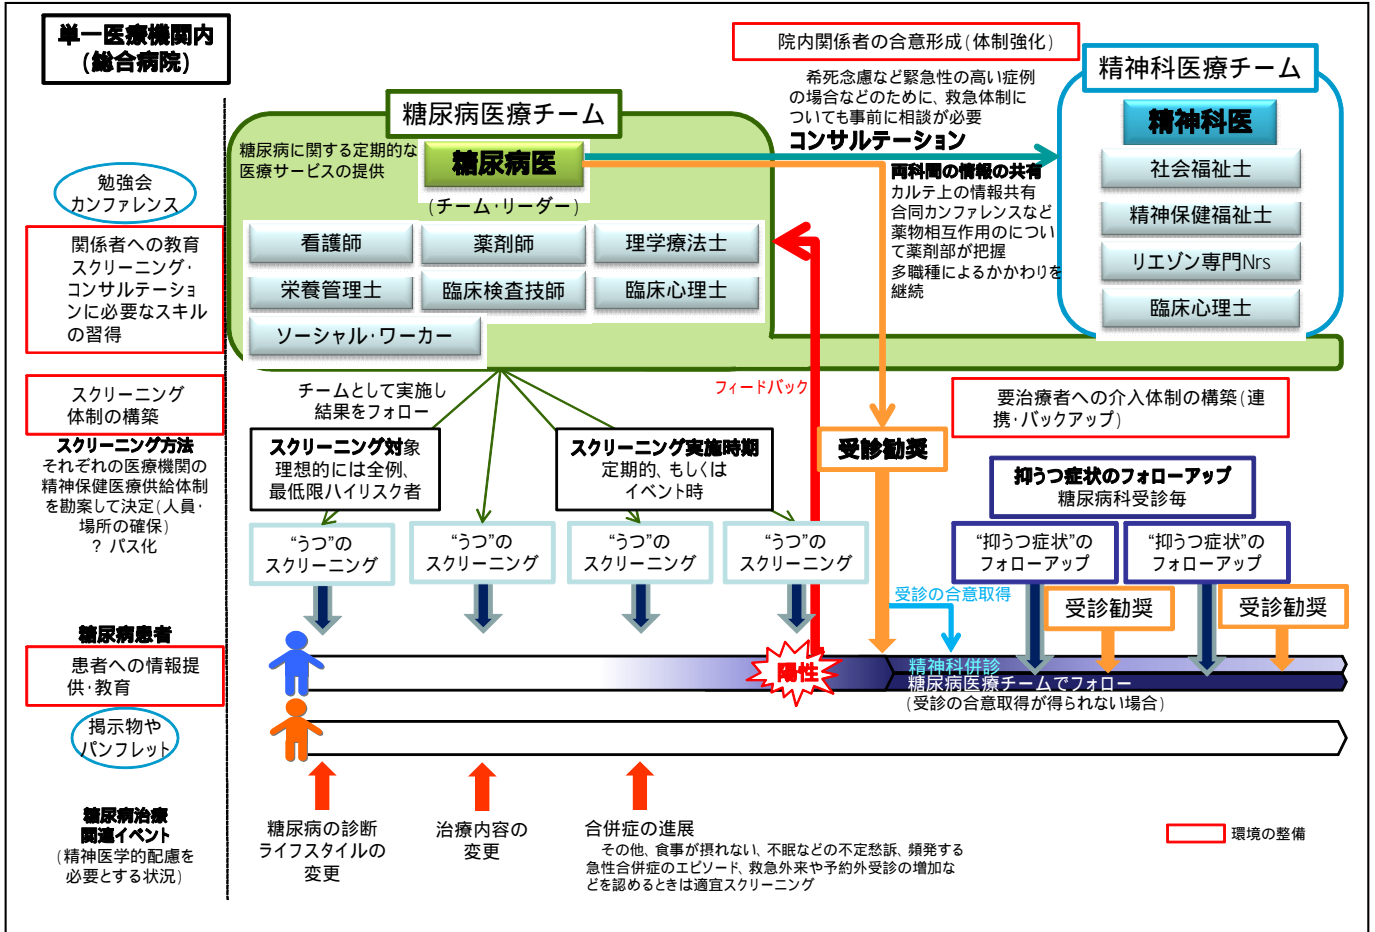 単一医療機関内
(総合病院)
院内関係者の合意形成(体制強化)
希死念慮など緊急性の高い症例
の場合などのために、救急体制に
ついても事前に相談が必要
コンサルテーション
精神科医療チーム
精神科医
社会福祉士
精神保健福祉士
リエゾン専門Nrs
臨床心理士
糖尿病医療チーム
糖尿病に関する定期的な
医療サービスの提供
糖尿病医
(チーム・リーダー)
看護師
薬剤師
理学療法士
栄養管理士
臨床検査技師
臨床心理士
ソーシャル・ワーカー
両科間の情報の共有
カルテ上の情報共有
合同カンファレンスなど
薬物相互作用のについ
て薬剤部が把握
多職種によるかかわりを
継続
勉強会
カンファレンス
関係者への教育
スクリーニング・
コンサルテーショ
ンに必要なスキル
の習得
スクリーニング
体制の構築
スクリーニング方法
それぞれの医療機関の
精神保健医療供給体制
を勘案して決定(人員・
場所の確保)
? パス化
チームとして実施し
結果をフォロー
フィードバック
スクリーニング対象
理想的には全例、
最低限ハイリスク者
スクリーニング実施時期
定期的、もしくは
イベント時
受診勧奨
要治療者への介入体制の構築(連
携・バックアップ)
抑うつ症状のフォローアップ
糖尿病科受診毎
“うつ”の
スクリーニング
“うつ”の
スクリーニング
“うつ”の
スクリーニング
“うつ”の
スクリーニング
“抑うつ症状”の
フォローアップ
“抑うつ症状”の
フォローアップ
受診の合意取得
受診勧奨
受診勧奨
糖尿病患者
患者への情報提
供・教育
掲示物や
パンフレット
陽性
精神科併診
糖尿病医療チームでフォロー
(受診の合意取得が得られない場合)
糖尿病治療
関連イベント
(精神医学的配慮を
必要とする状況)
糖尿病の診断
ライフスタイルの
変更
治療内容の
変更
合併症の進展
その他、食事が摂れない、不眠などの不定愁訴、頻発する
急性合併症のエピソード、救急外来や予約外受診の増加な
どを認めるときは適宜スクリーニング
環境の整備